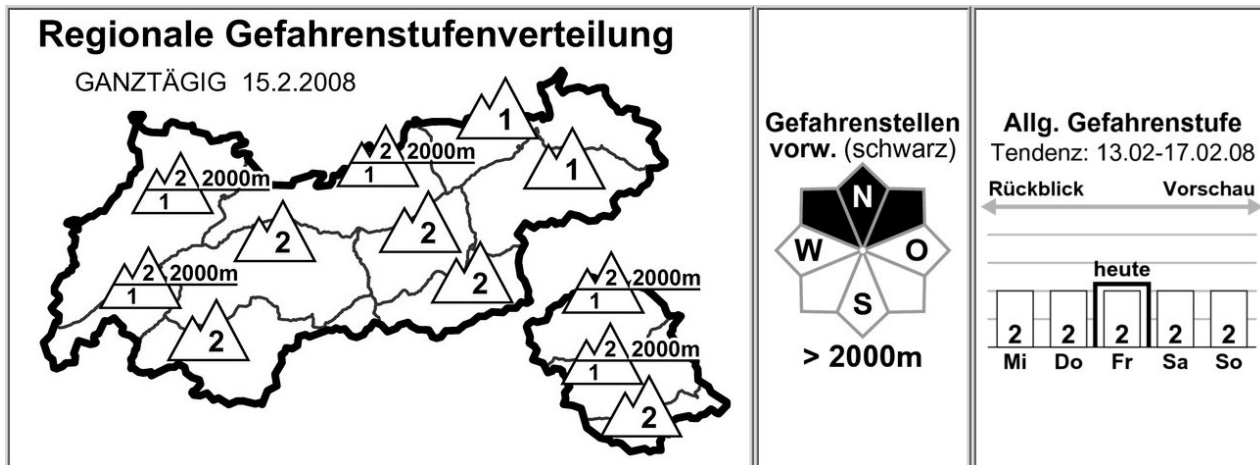 Regionale Gefahrenstufenverteilung
GANZTÄGIG 15.2.2008
1
2 2000m
1
1
2 2000m
1
2
2
2 2000m
1
2
2
2 2000m
1
2 2000m
1
2
Gefahrenstellen
vorw. (schwarz)
N
W O
S
> 2000m
Allg. Gefahrenstufe
Tendenz: 13.02-17.02.08
Rückblick Vorschau
heute
2 2 2 2 2
Mi Do Fr Sa So